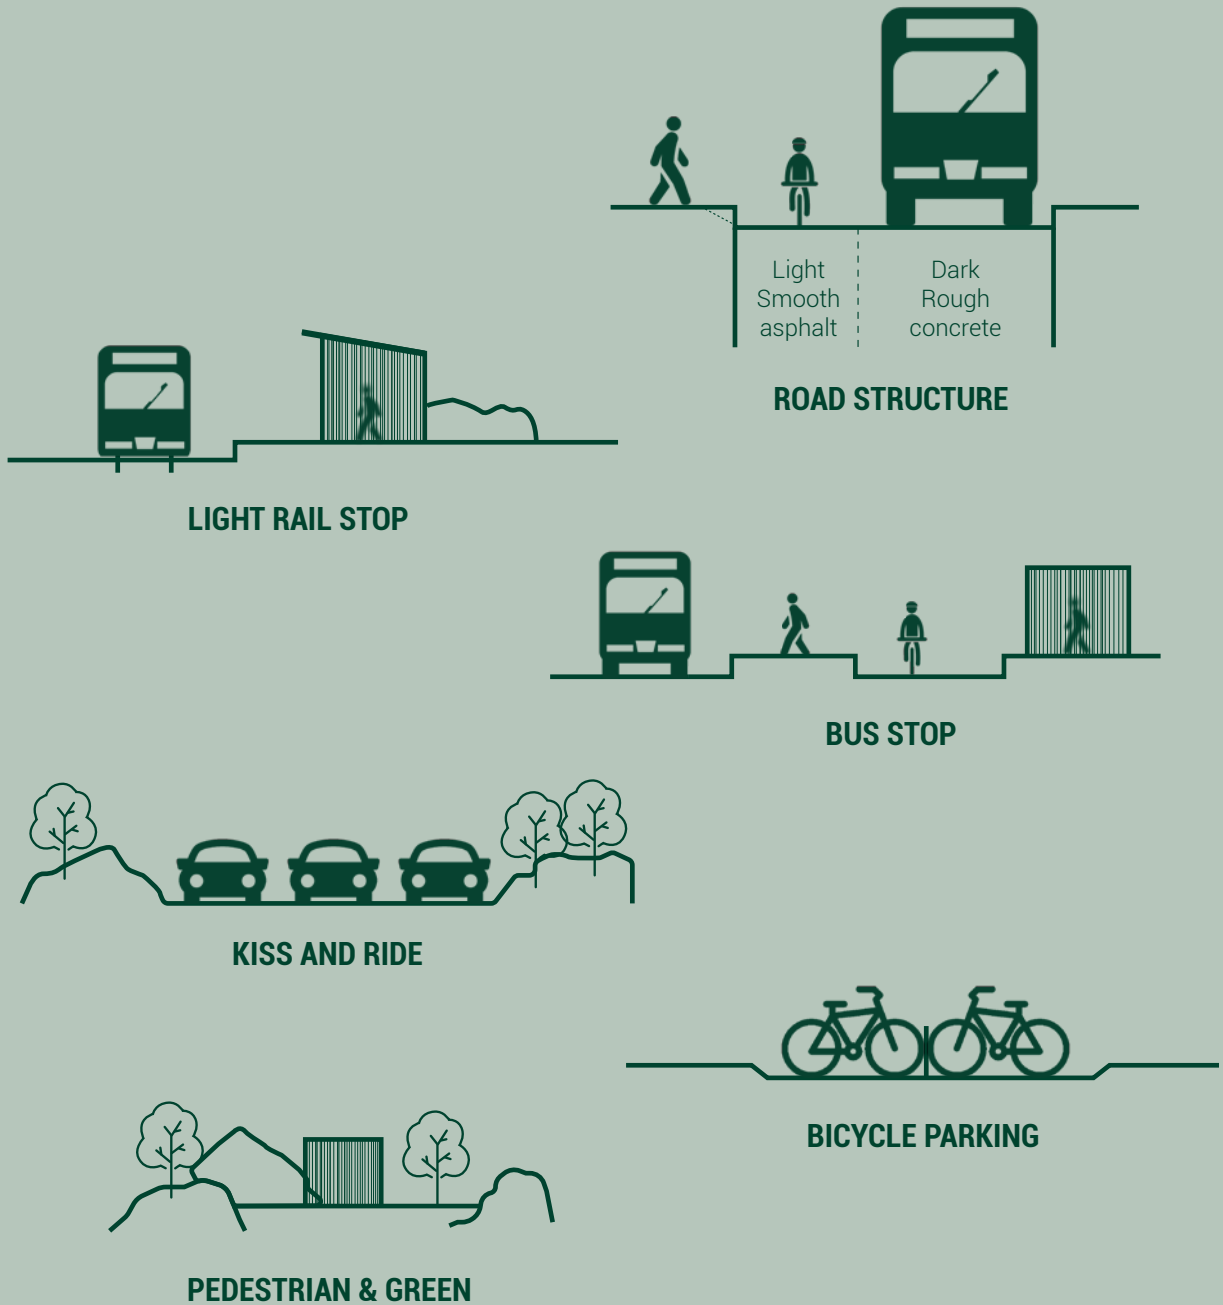 Light
Smooth
asphalt
Dark
Rough
concrete
ROAD STRUCTURE
LIGHT RAIL STOP
BUS STOP
KISS AND RIDE
BICYCLE PARKING
PEDESTRIAN & GREEN